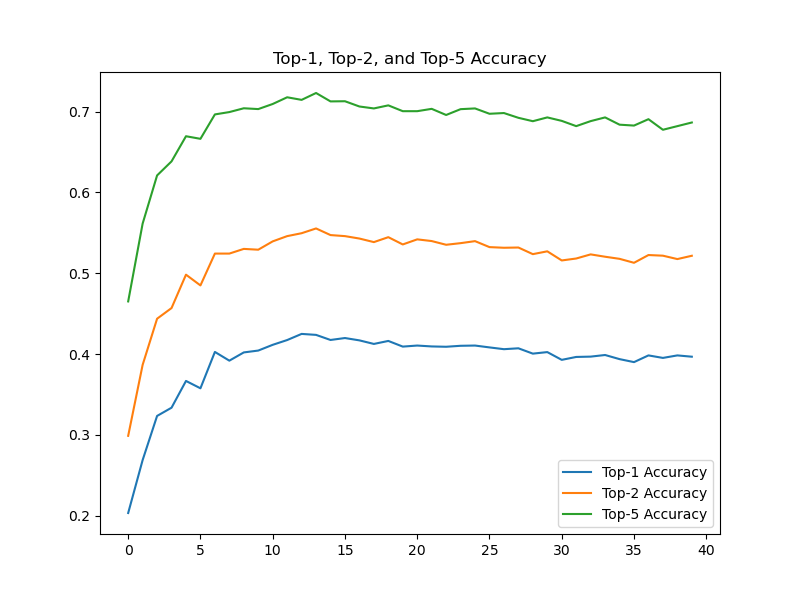 Top-1, Top-2, and Top-5 Accuracy
0.7
0.6
0.5
0.4
0.3
0.2
0 5 10 15 20 25 30 35 40
Top-1 Accuracy
Top-2 Accuracy
Top-5 Accuracy